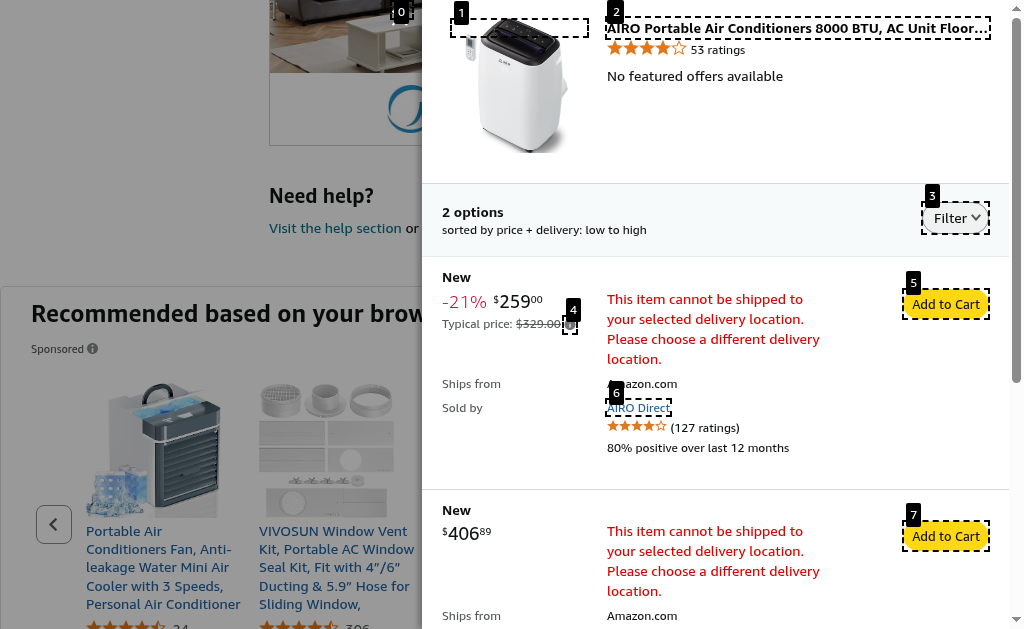 0
1
2
AIRO Portable Air Conditioners 8000 BTU, AC Unit Floor...
53 ratings
No featured offers available
Need help?
Visit the help section or
3
2 options
sorted by price + delivery: low to high
Filter
Recommended based on your brow
Sponsored
New
-21% $259⁰⁰
Typical price: $329.00
4
This item cannot be shipped to
your selected delivery location.
Please choose a different delivery
location.
5
Add to Cart
Ships from
Amazon.com
6
Sold by
AIRO Direct
(127 ratings)
80% positive over last 12 months
Portable Air
Conditioners Fan, Anti-
leakage Water Mini Air
Cooler with 3 Speeds,
Personal Air Conditioner
24
VIVOSUN Window Vent
Kit, Portable AC Window
Seal Kit, Fit with 4”/6”
Ducting & 5.9” Hose for
Sliding Window,
396
New
$406⁸⁹
This item cannot be shipped to
your selected delivery location.
Please choose a different delivery
location.
7
Add to Cart
Ships from
Amazon.com